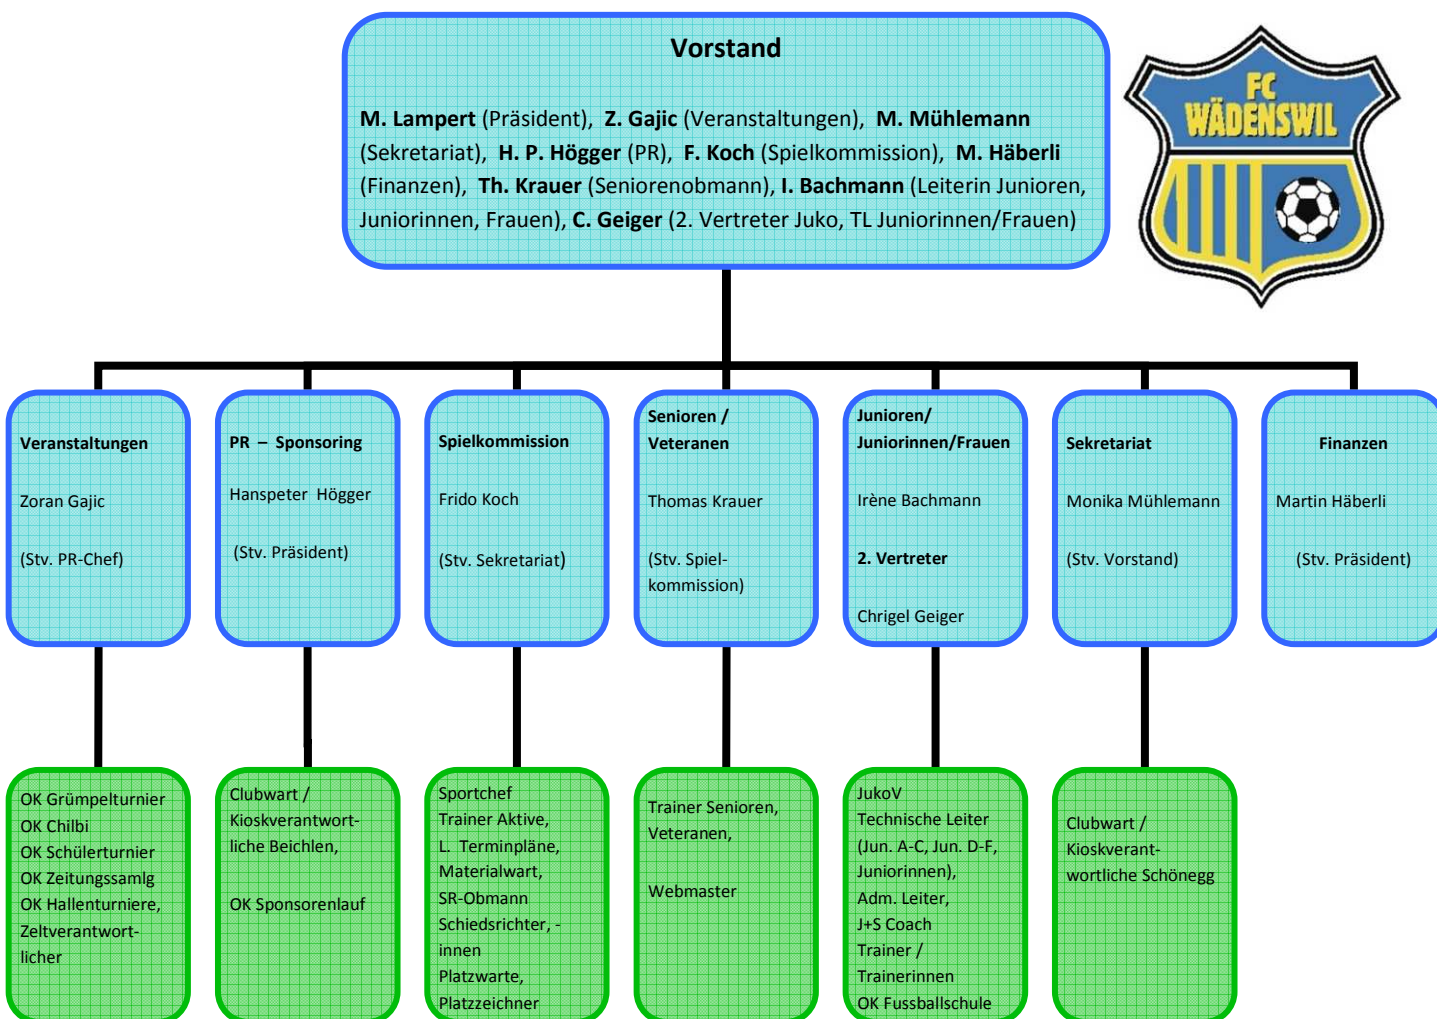 Vorstand
M. Lampert (Präsident), Z. Gajic (Veranstaltungen), M. Mühlemann
(Sekretariat), H. P. Högger (PR), F. Koch (Spielkommission), M. Häberli
(Finanzen), Th. Krauer (Seniorenobmann), I. Bachmann (Leiterin Junioren,
Juniorinnen, Frauen), C. Geiger (2. Vertreter Juko, TL Juniorinnen/Frauen)
FC
WÄDENSWIL
Veranstaltungen
Zoran Gajic
(Stv. PR-Chef)
PR – Sponsoring
Hanspeter Högger
(Stv. Präsident)
Spielkommission
Frido Koch
(Stv. Sekretariat)
Senioren /
Veteranen
Thomas Krauer
(Stv. Spiel-
kommission)
Junioren/
Juniorinnen/Frauen
Irène Bachmann
2. Vertreter
Chrigel Geiger
Sekretariat
Monika Mühlemann
(Stv. Vorstand)
Finanzen
Martin Häberli
(Stv. Präsident)
OK Grümpelturnier
OK Chilbi
OK Schülerturnier
OK Zeitungssamlg
OK Hallenturniere,
Zeltverantwort-
licher
Clubwart /
Kioskverantwort-
liche Beichlen,
OK Sponsorenlauf
Sportchef
Trainer Aktive,
L. Terminpläne,
Materialwart,
SR-Obmann
Schiedsrichter, -
innen
Platzwarte,
Platzzeichner
Trainer Senioren,
Veteranen,
Webmaster
JukoV
Technische Leiter
(Jun. A-C, Jun. D-F,
Juniorinnen),
Adm. Leiter,
J+S Coach
Trainer /
Trainerinnen
OK Fussballschule
Clubwart /
Kioskverant-
wortliche Schönegg